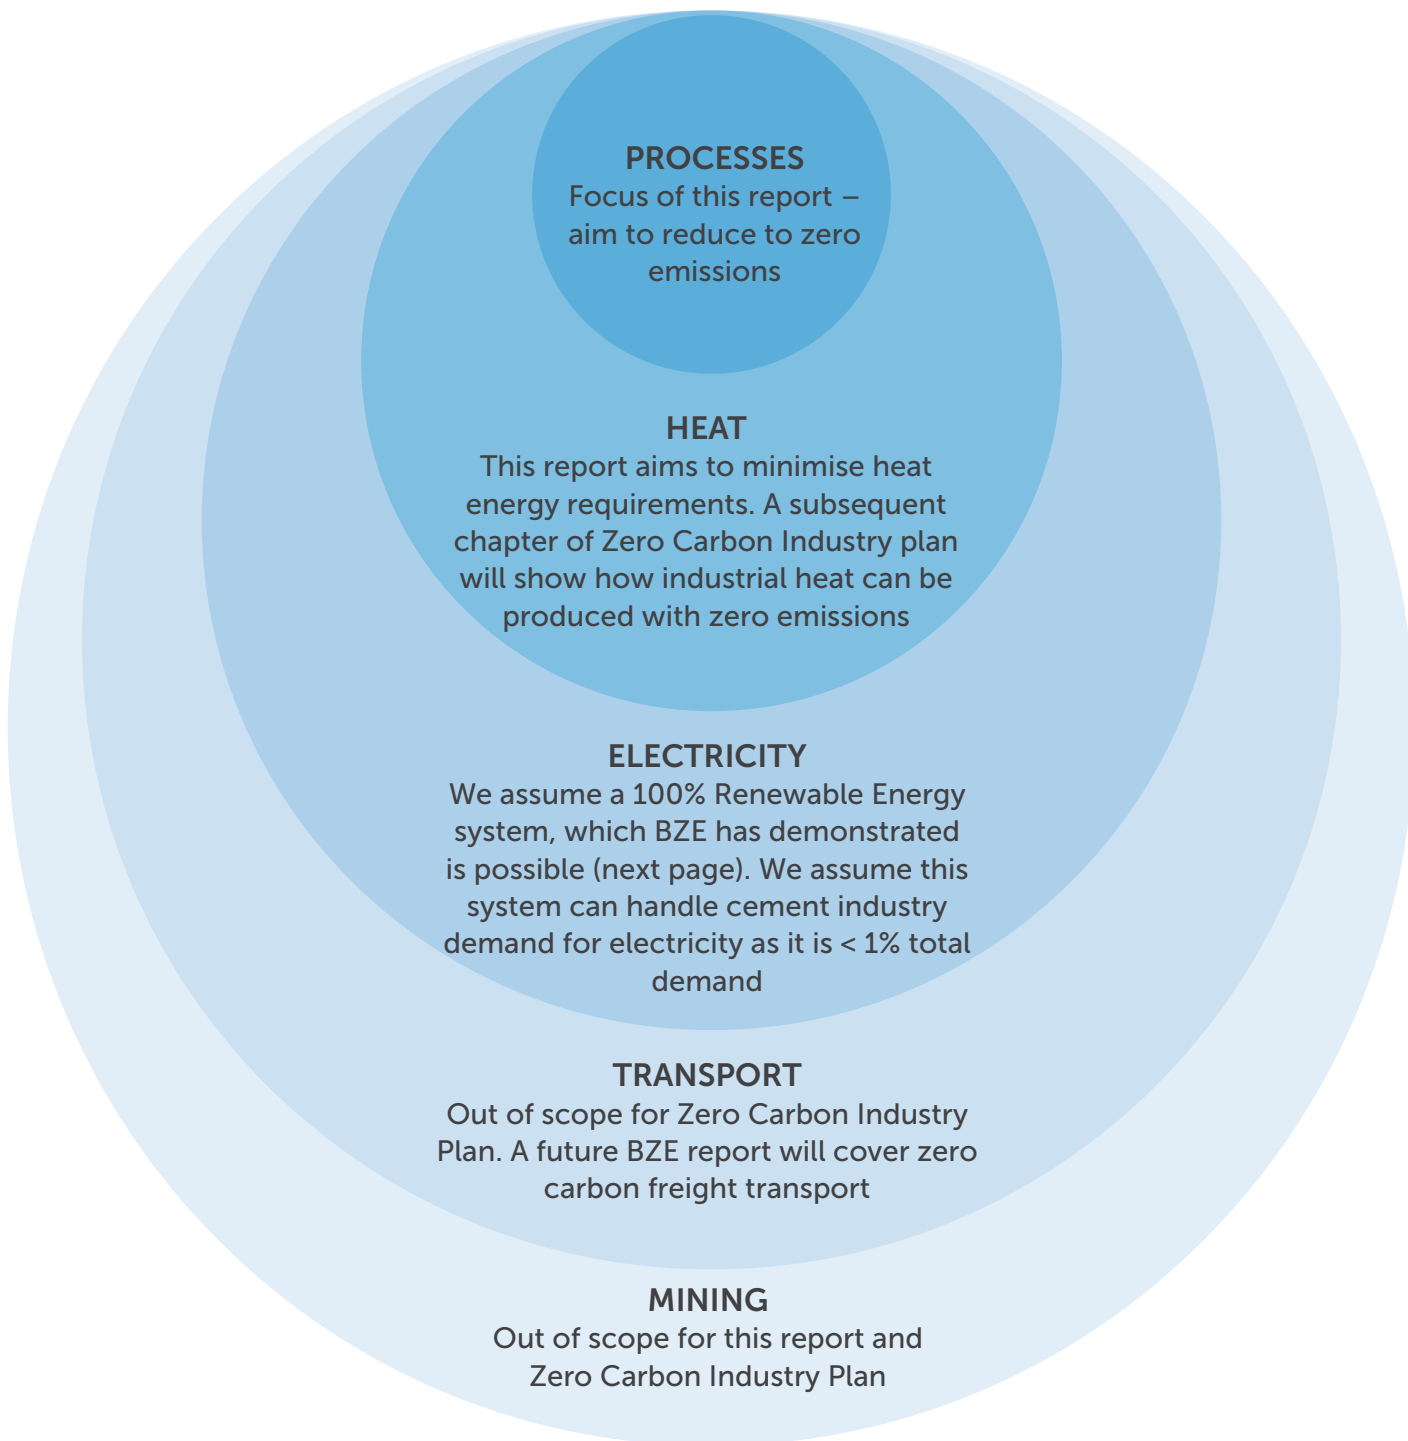 PROCESSES
Focus of this report –
aim to reduce to zero
emissions
HEAT
This report aims to minimise heat
energy requirements. A subsequent
chapter of Zero Carbon Industry plan
will show how industrial heat can be
produced with zero emissions
ELECTRICITY
We assume a 100% Renewable Energy
system, which BZE has demonstrated
is possible (next page). We assume this
system can handle cement industry
demand for electricity as it is < 1% total
demand
TRANSPORT
Out of scope for Zero Carbon Industry
Plan. A future BZE report will cover zero
carbon freight transport
MINING
Out of scope for this report and
Zero Carbon Industry Plan